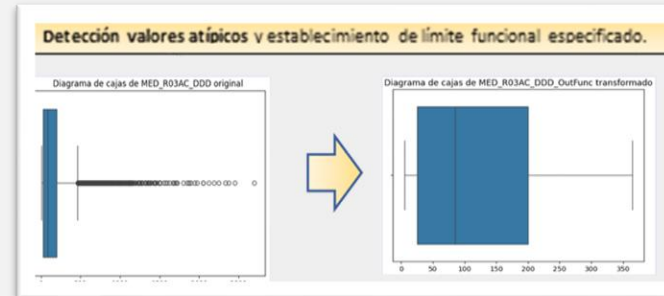 Detección valores atípicos y establecimiento de límite funcional especificado.
Diagrama de cajas de MED_R03AC_DDD original
Diagrama de cajas de MED_R03AC_DDD_OutFunc transformado
0 50 100 150 200 250 300 350